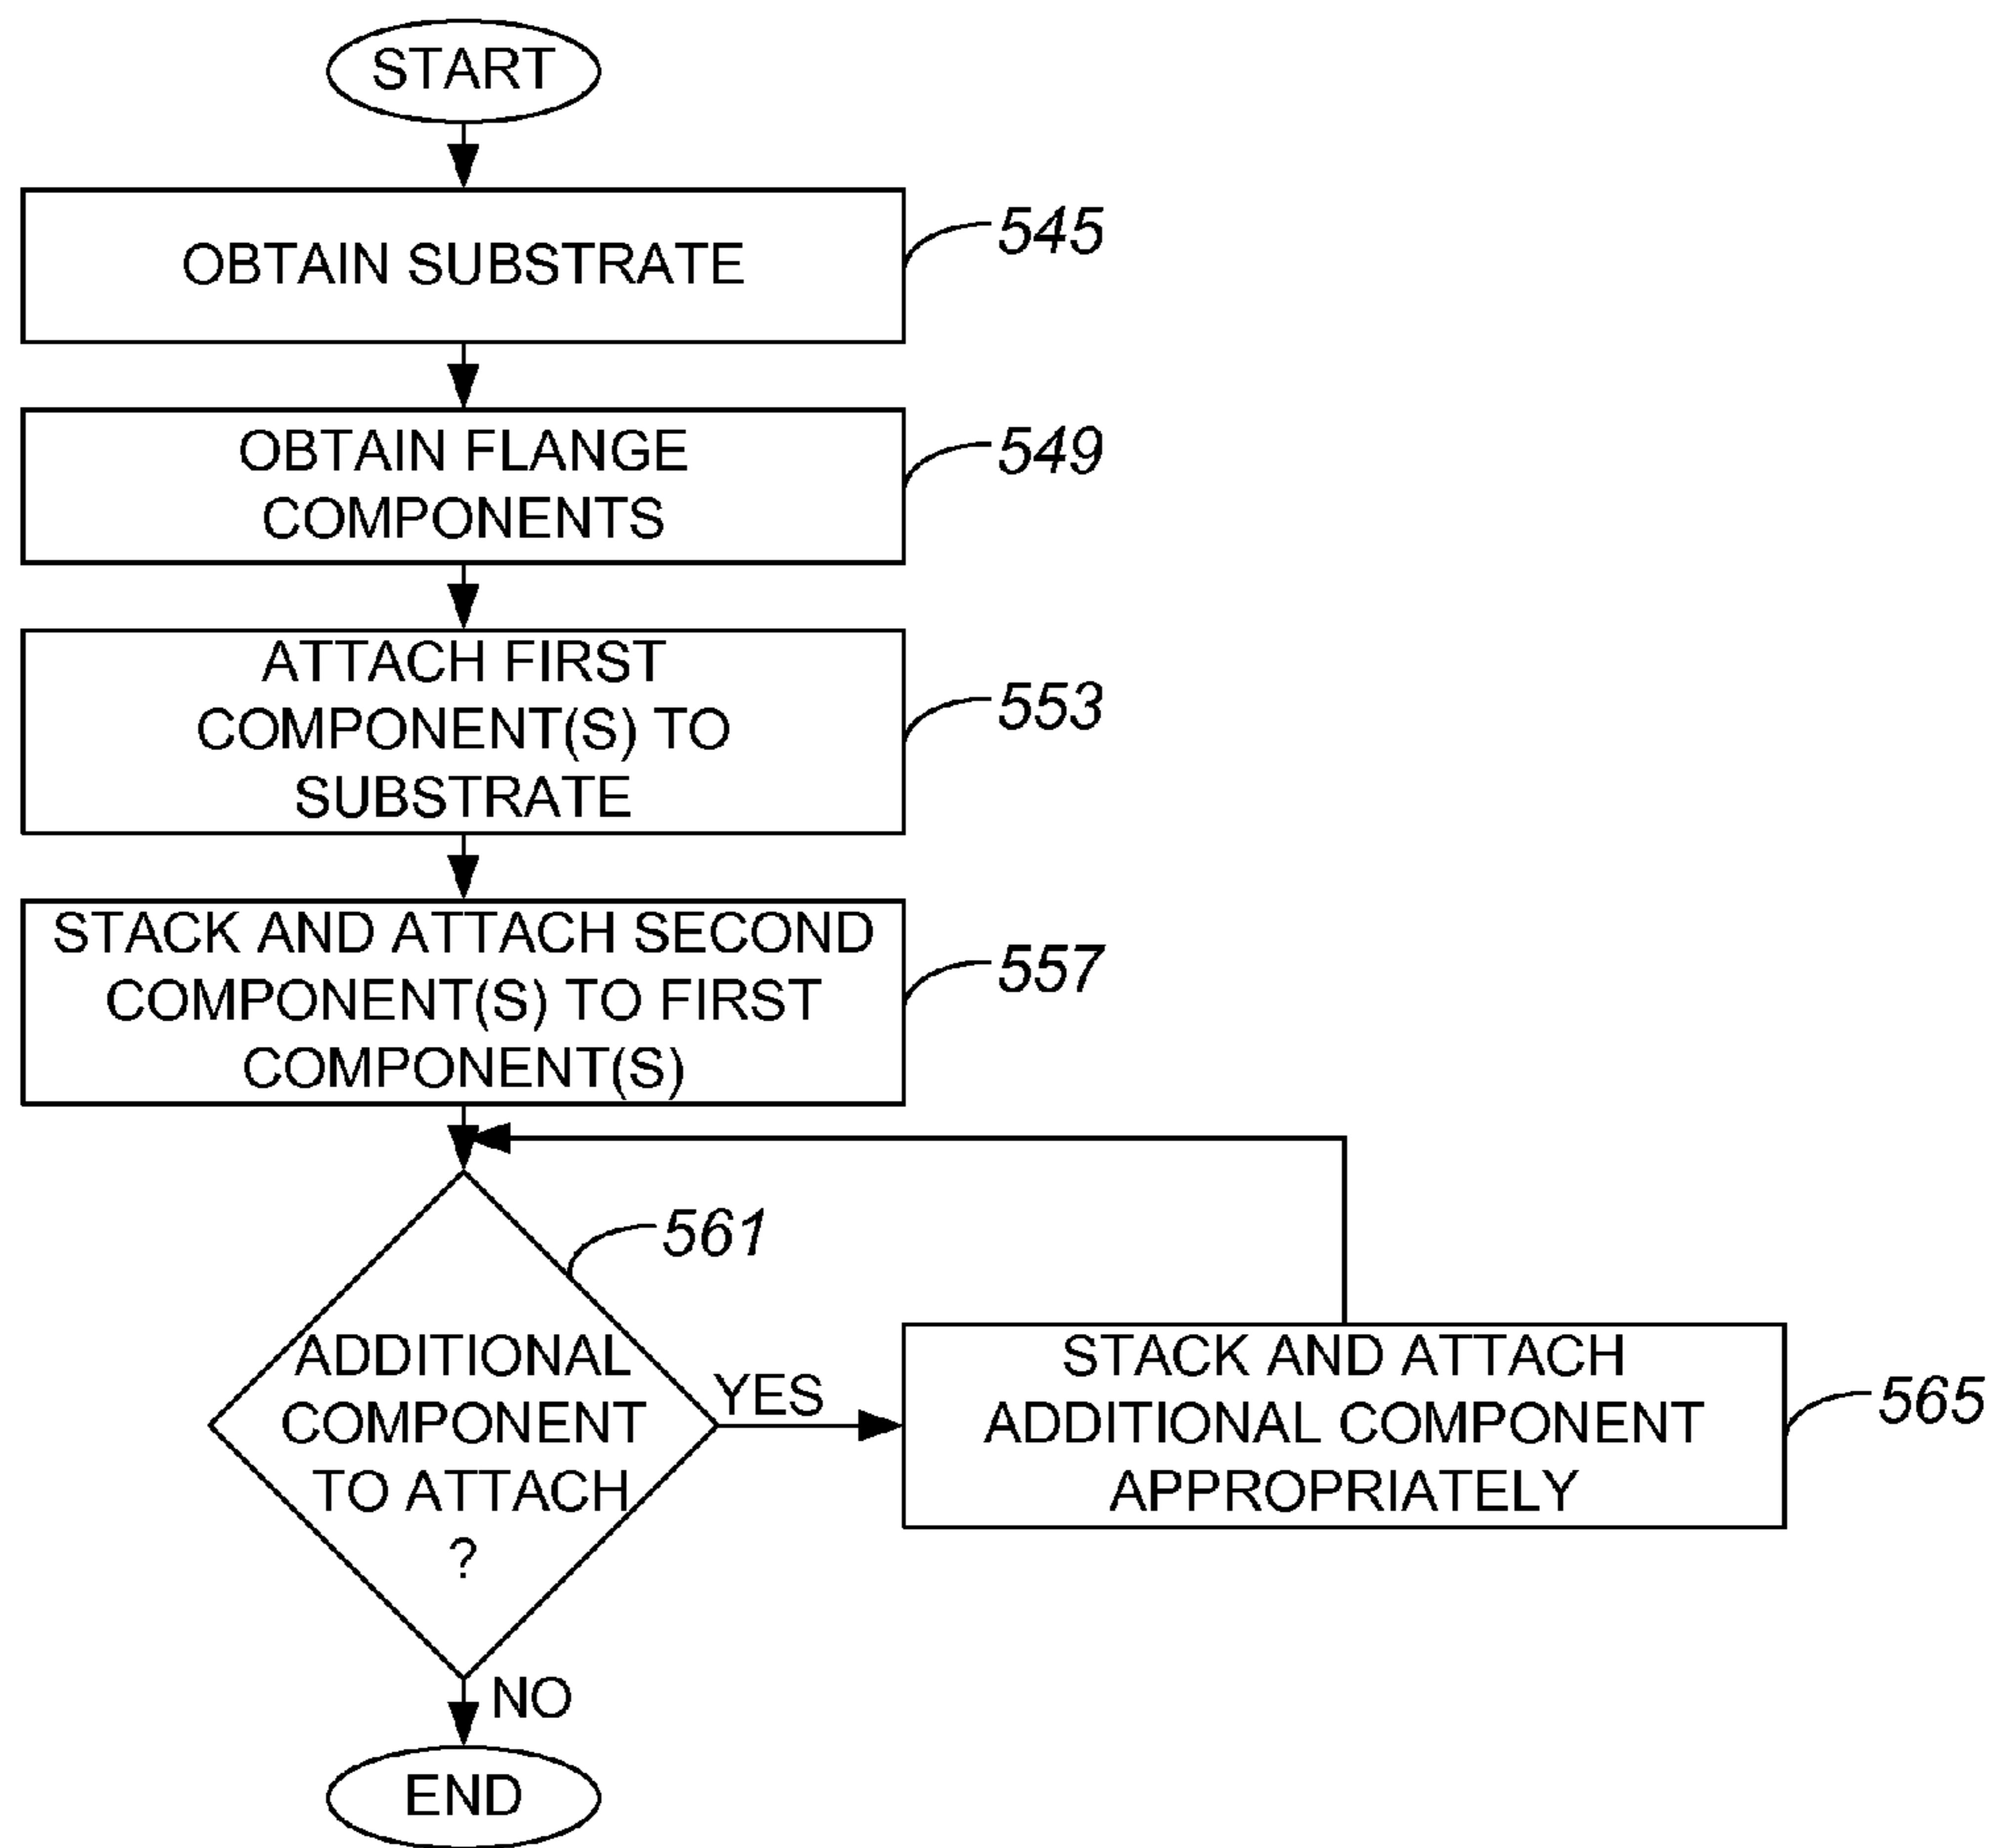 START
OBTAIN SUBSTRATE
545
OBTAIN FLANGE
COMPONENTS
549
ATTACH FIRST
COMPONENT(S) TO
SUBSTRATE
553
STACK AND ATTACH SECOND
COMPONENT(S) TO FIRST
COMPONENT(S)
557
561
ADDITIONAL
COMPONENT
TO ATTACH
?
YES
STACK AND ATTACH
ADDITIONAL COMPONENT
APPROPRIATELY
565
NO
END